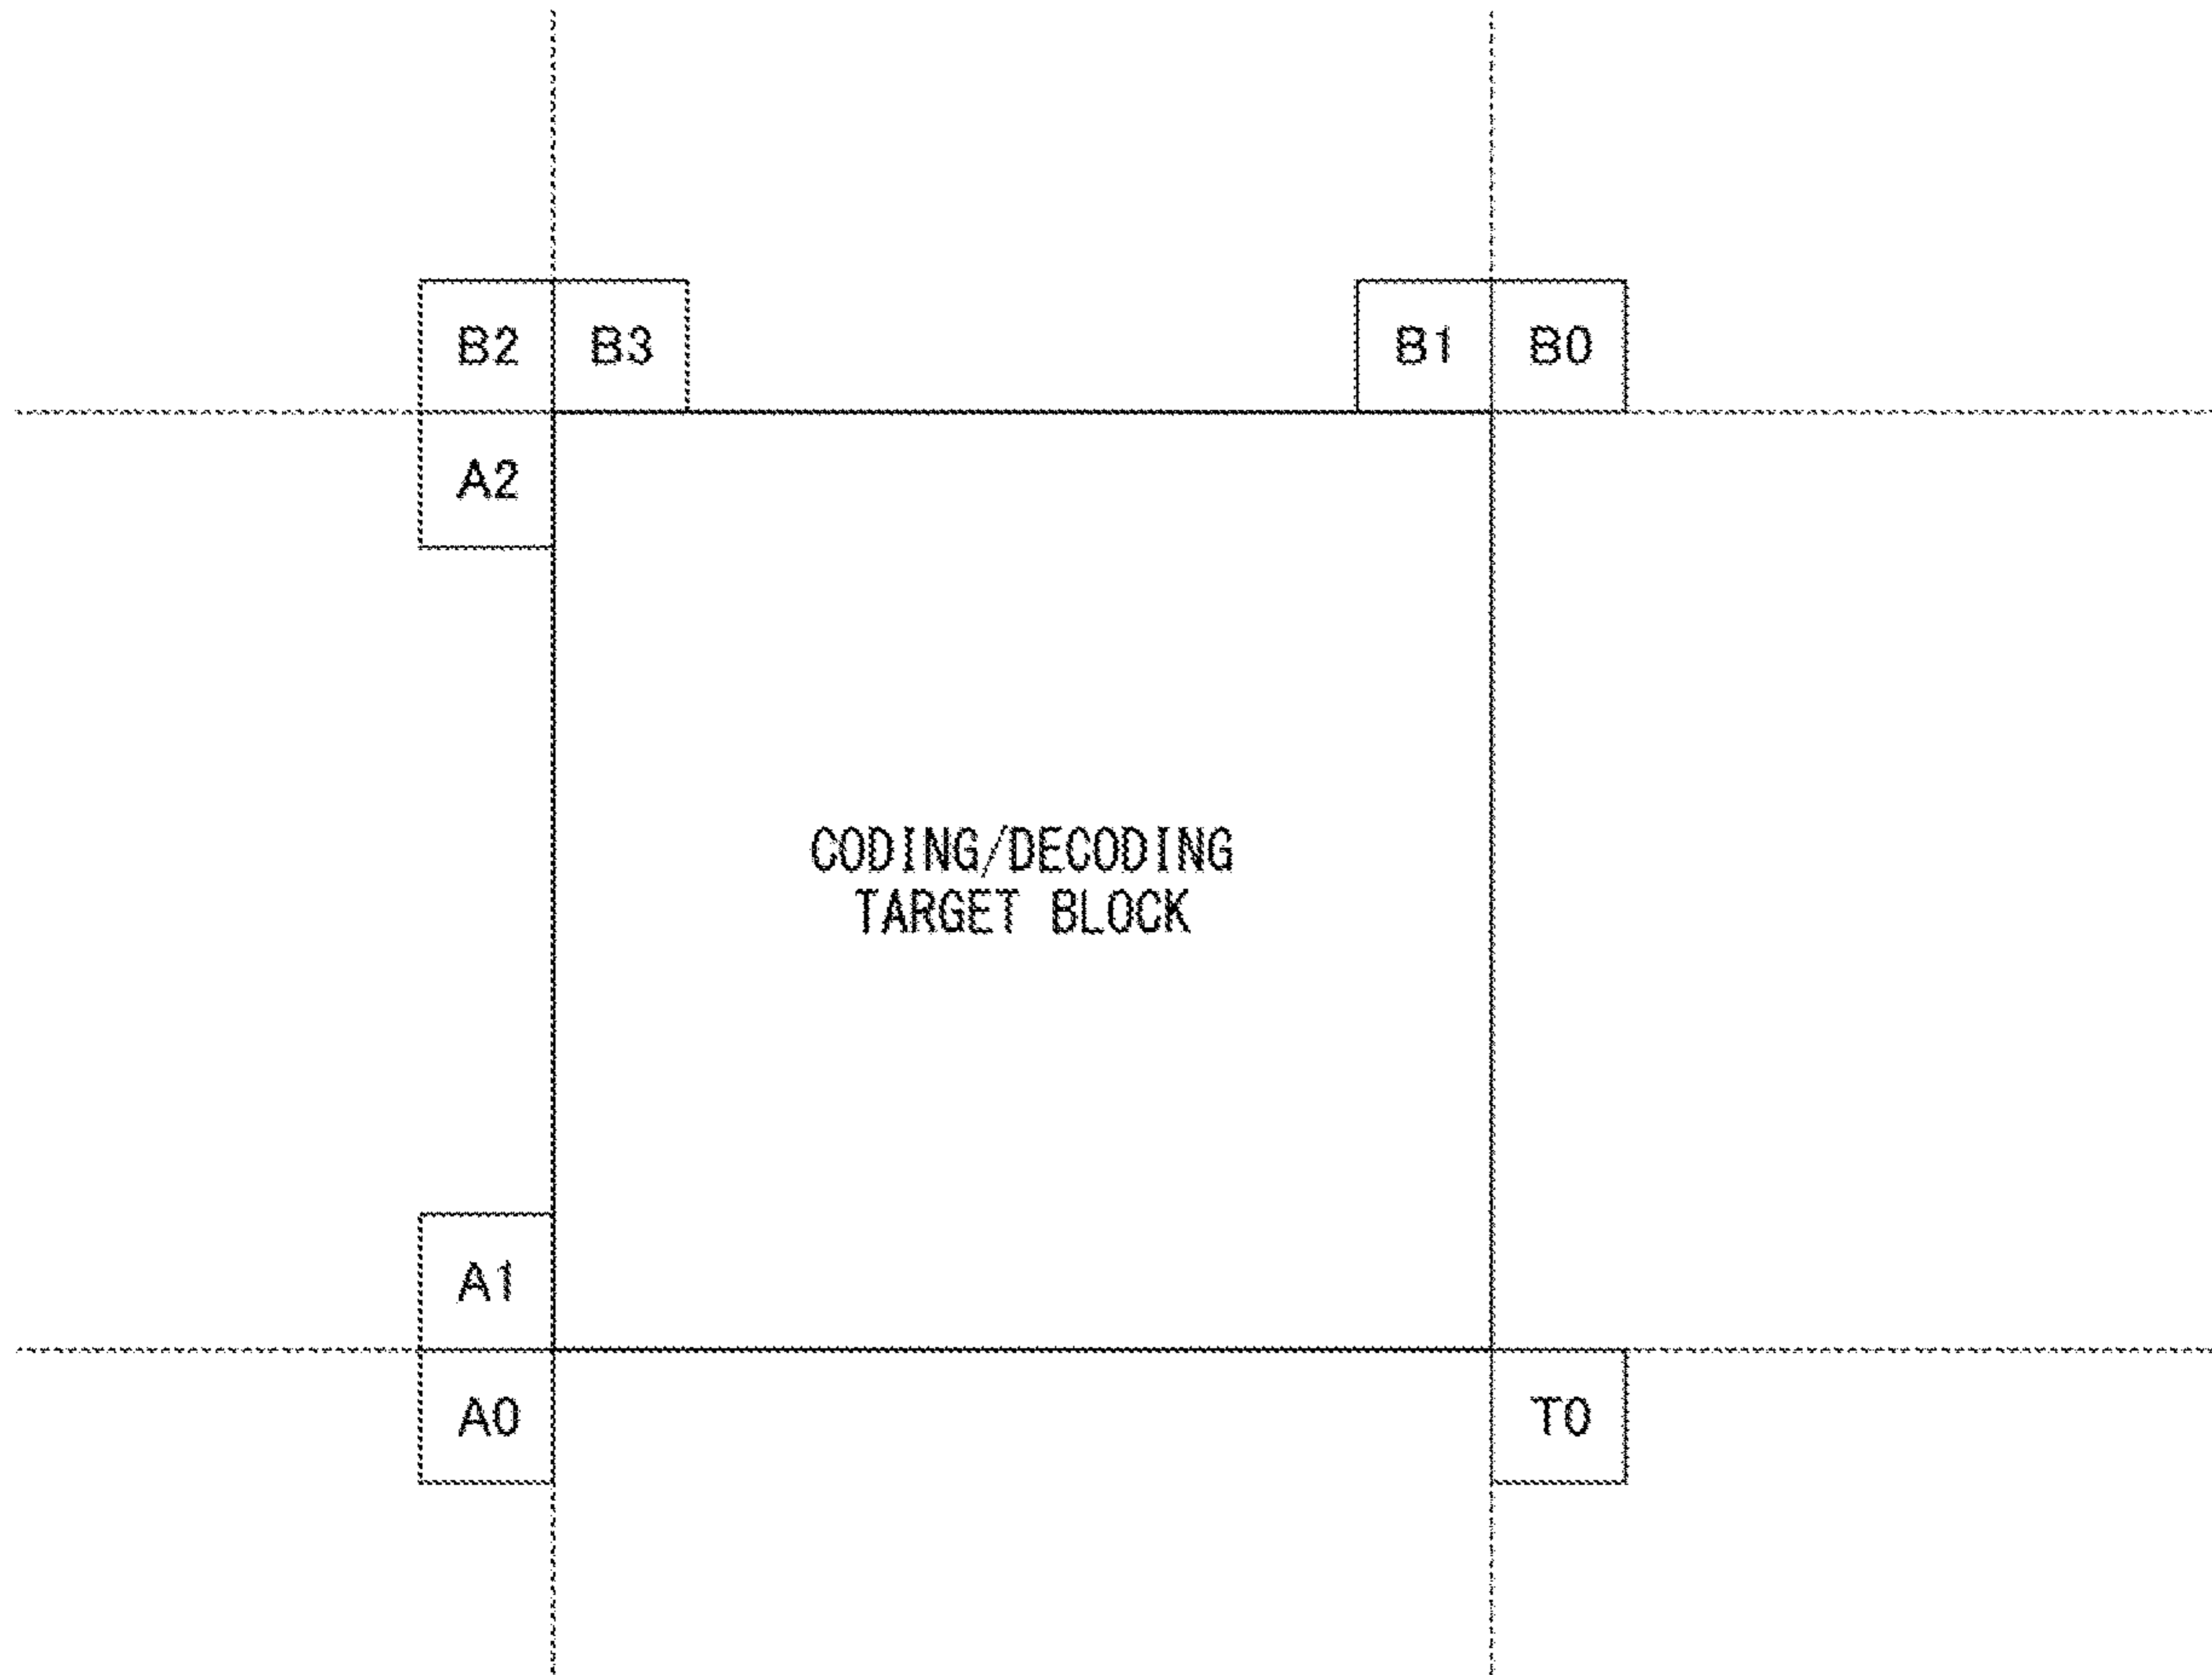 B2 B3 B1 B0
A2
CODING/DECODING
TARGET BLOCK
A1
A0 T0